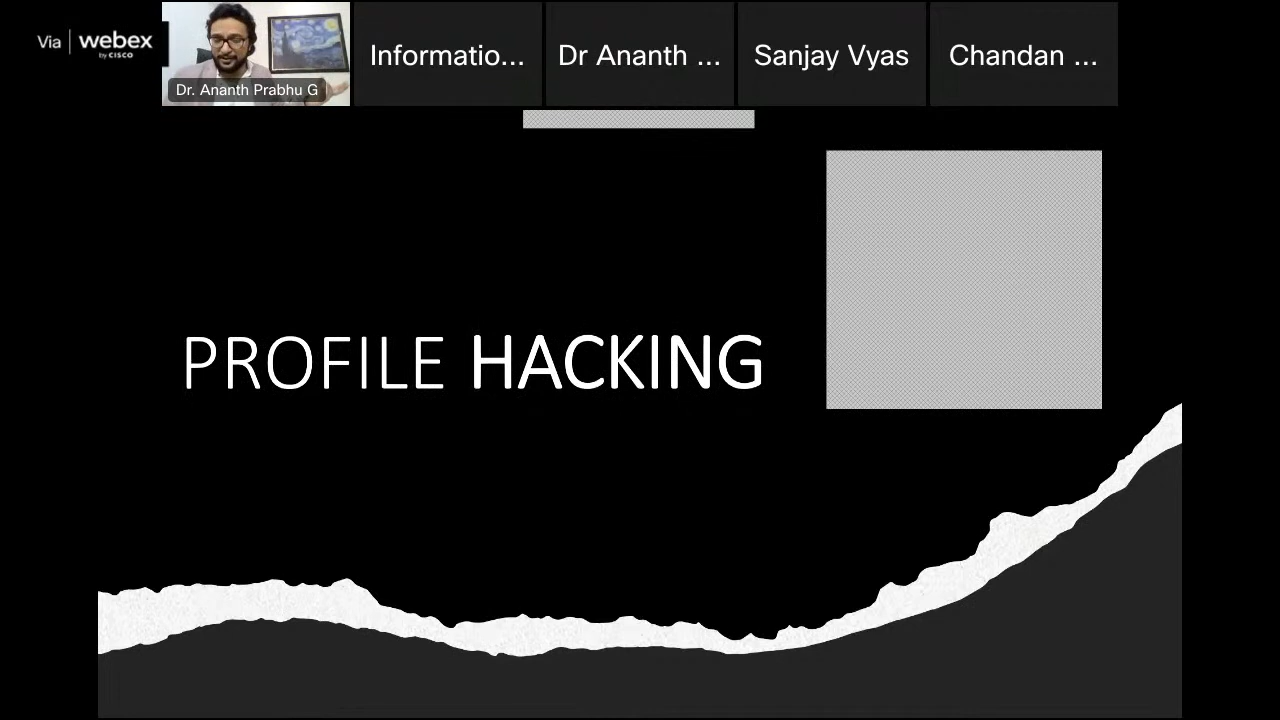 Via | webex
by CISCO
Dr. Ananth Prabhu G
Informatio...
Dr Ananth ...
Sanjay Vyas
Chandan ...
PROFILE HACKING